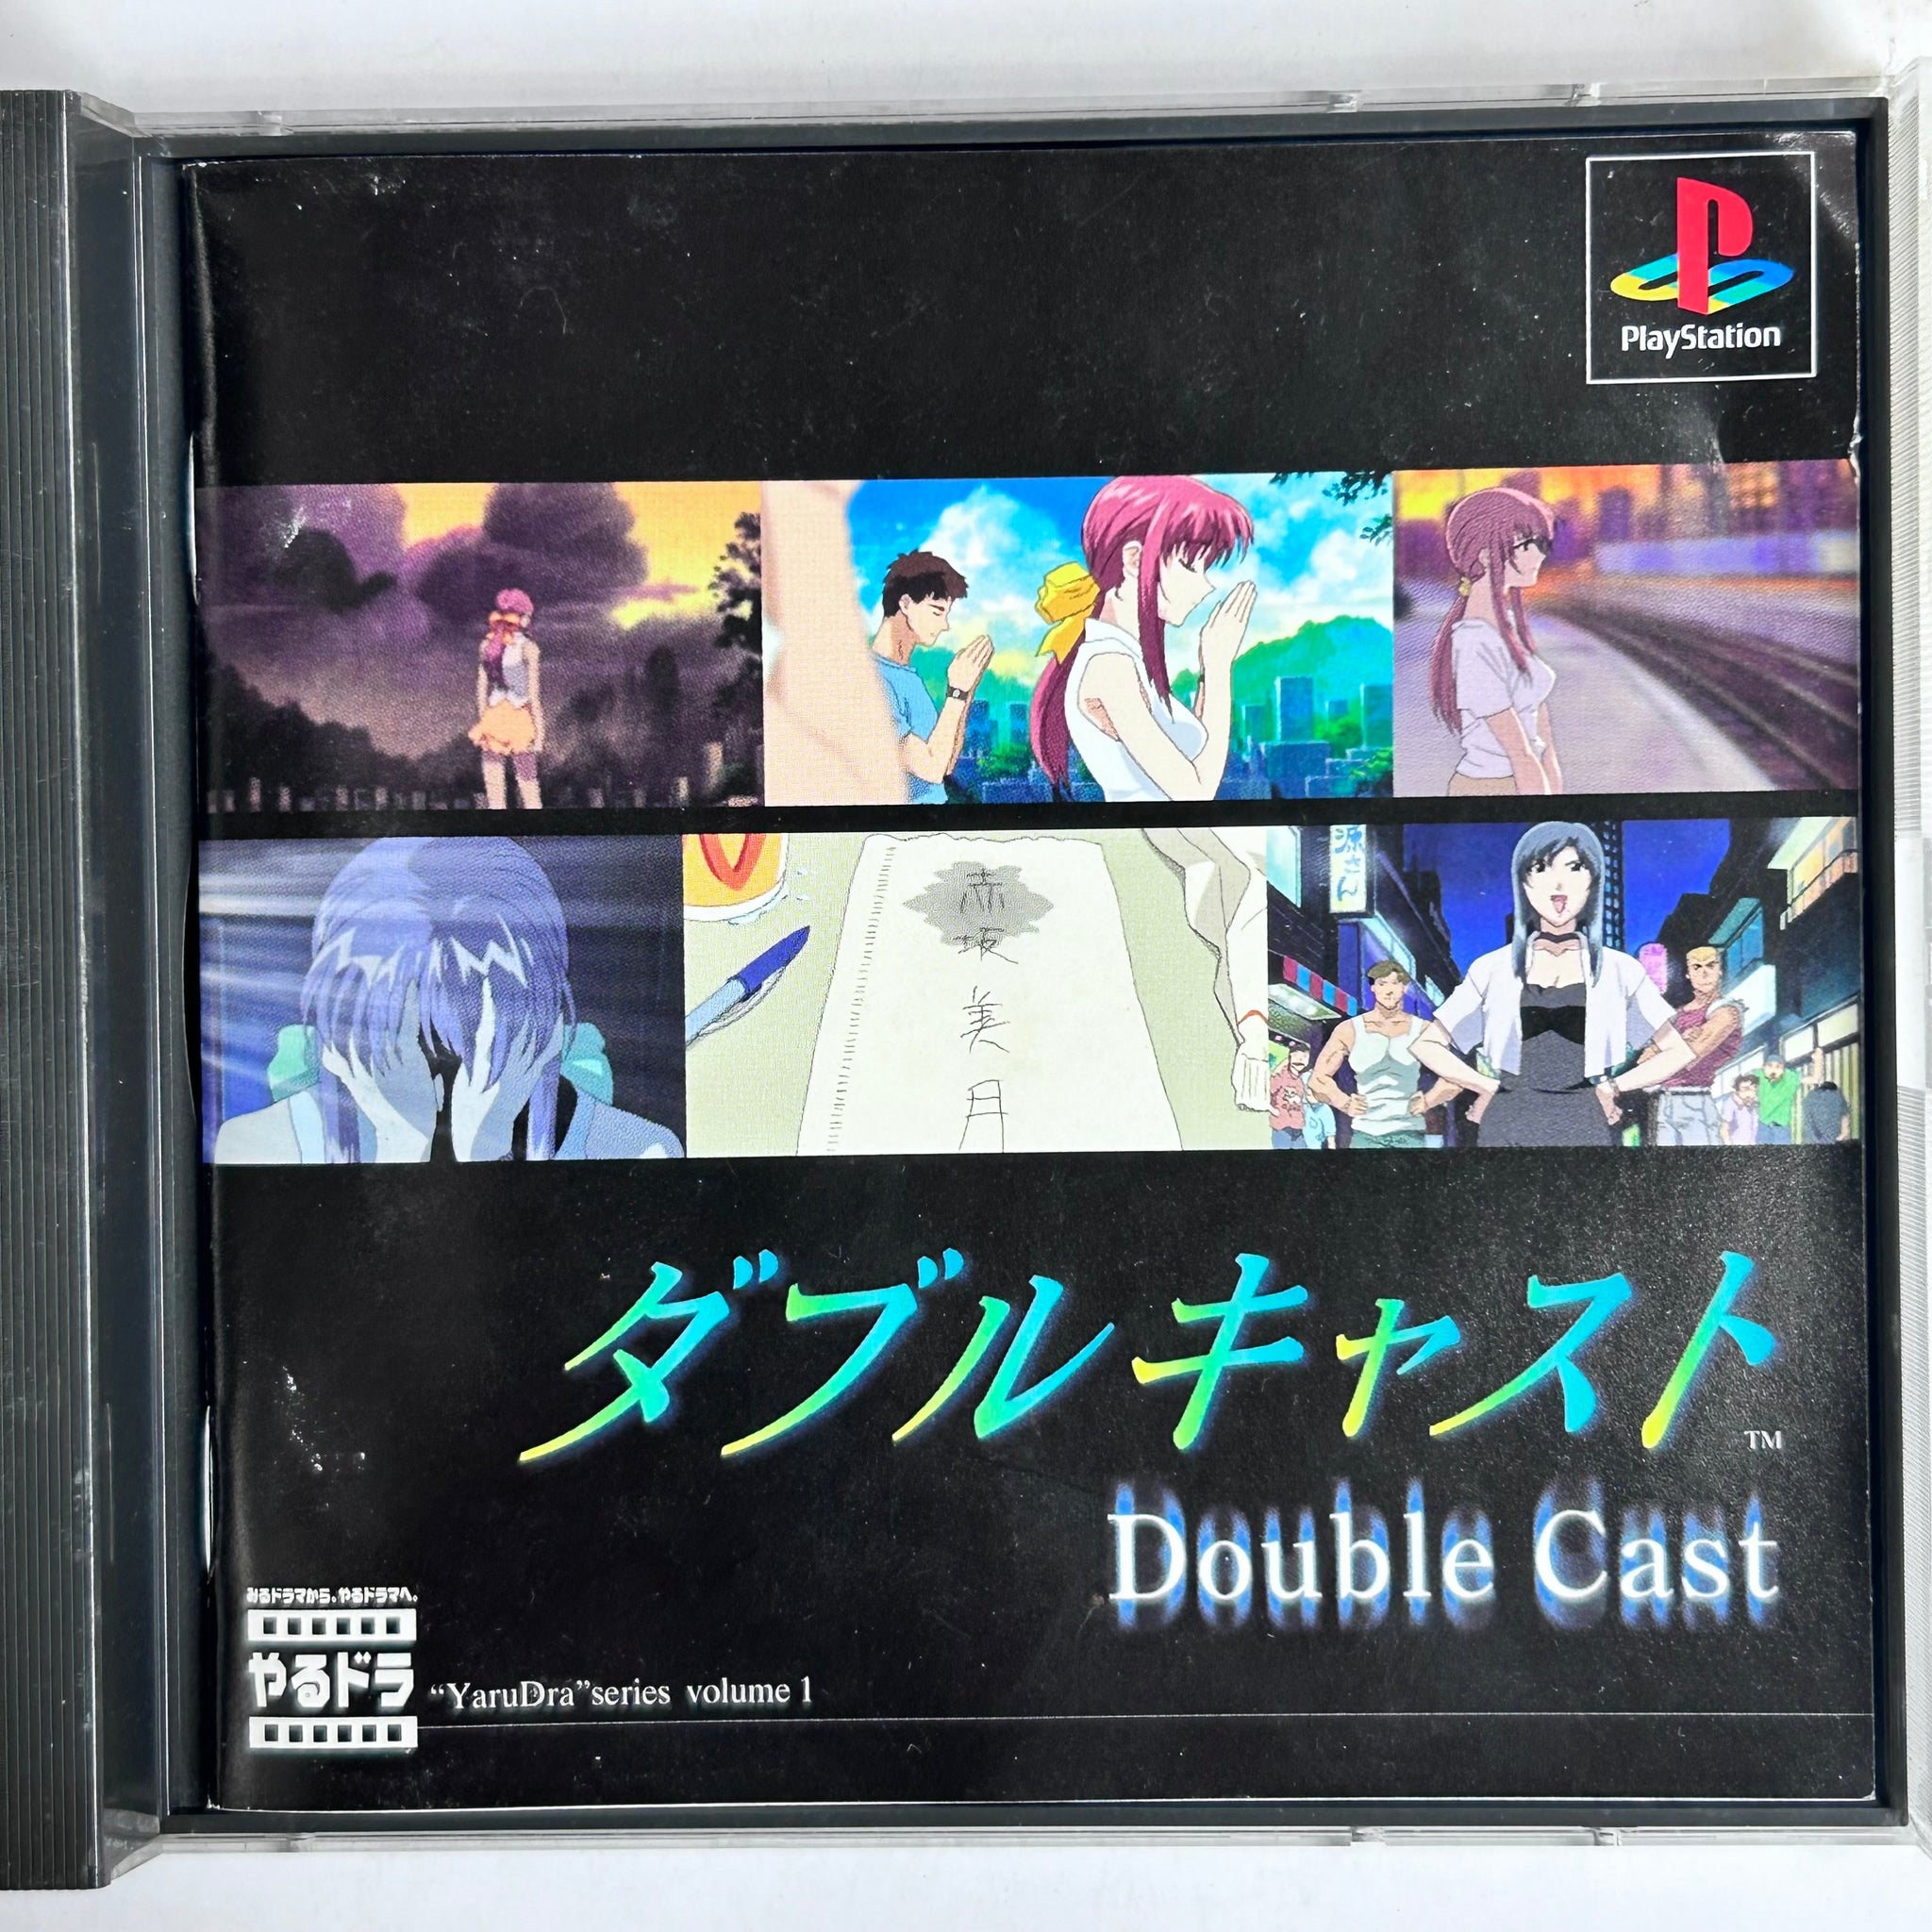 PlayStation
源さん
赤
坂
美
月
ダブルキャスト
TM
Double Cast
みるドラマから。やるドラマへ。
やるドラ
“YaruDra”series volume 1